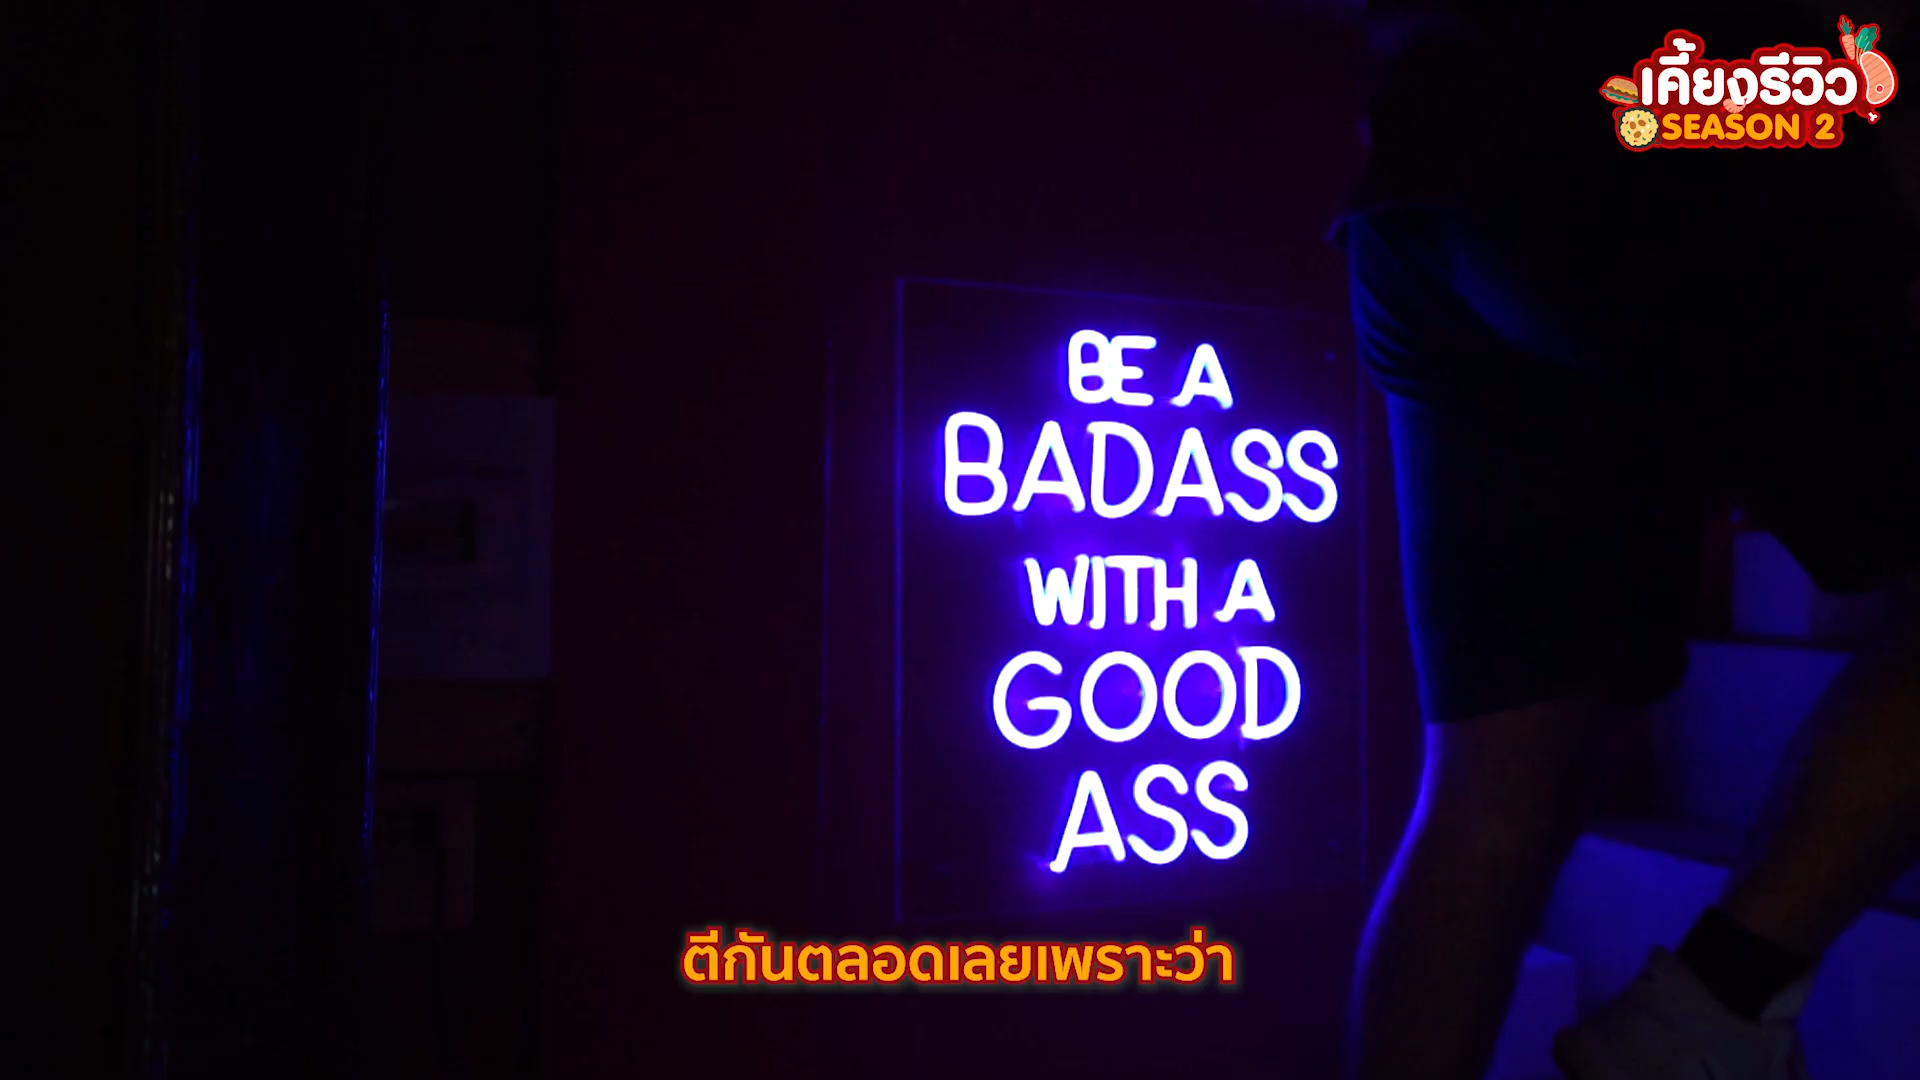 เคี้ยงรีวิว
SEASON 2
BE A
BADASS
WITH A
GOOD
ASS
ตีกันตลอดเลยเพราะว่า